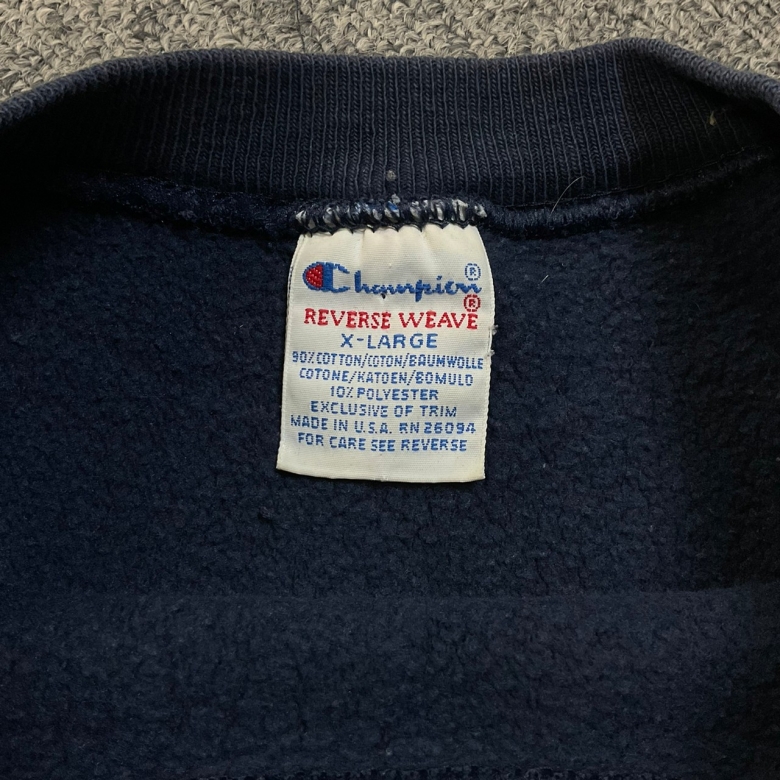 Champion®
REVERSE WEAVE®
X-LARGE
90% COTTON/COTON/BAUMWOLLE
COTONE/KATOEN/BOMULD
10% POLYESTER
EXCLUSIVE OF TRIM
MADE IN U.S.A. RN 26094
FOR CARE SEE REVERSE